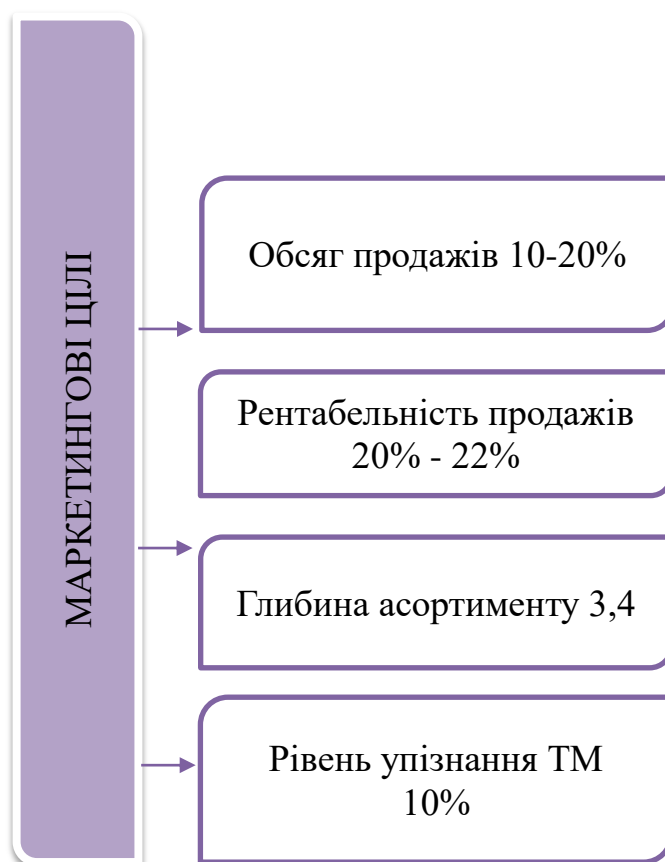 МАРКЕТИНГОВІ ЦІЛІ
Обсяг продажів 10-20%
Рентабельність продажів
20% - 22%
Глибина асортименту 3,4
Рівень упізнання ТМ
10%